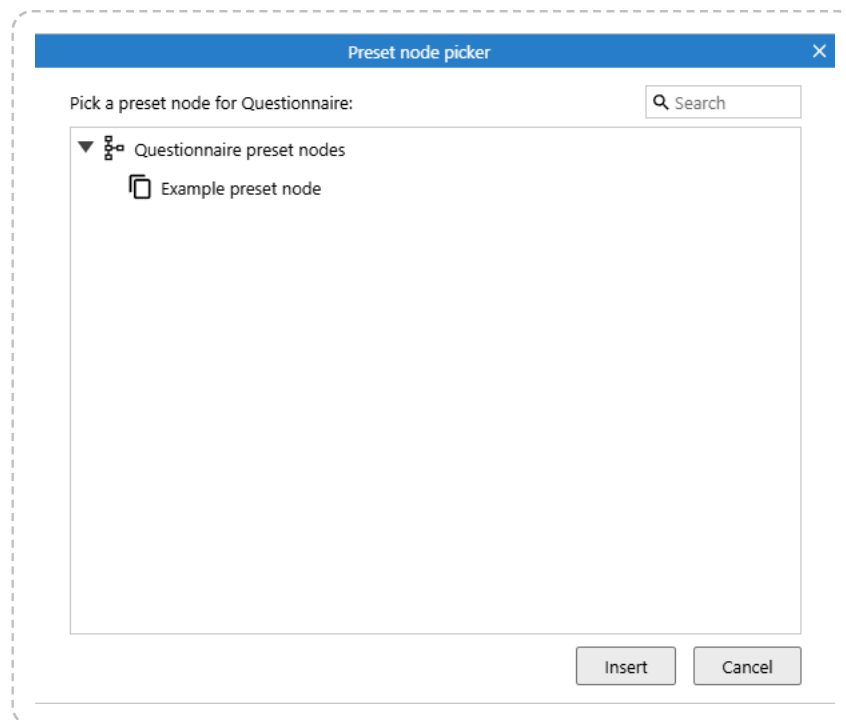 Preset node picker
Pick a preset node for Questionnaire:
Search
Questionnaire preset nodes
Example preset node
Insert
Cancel